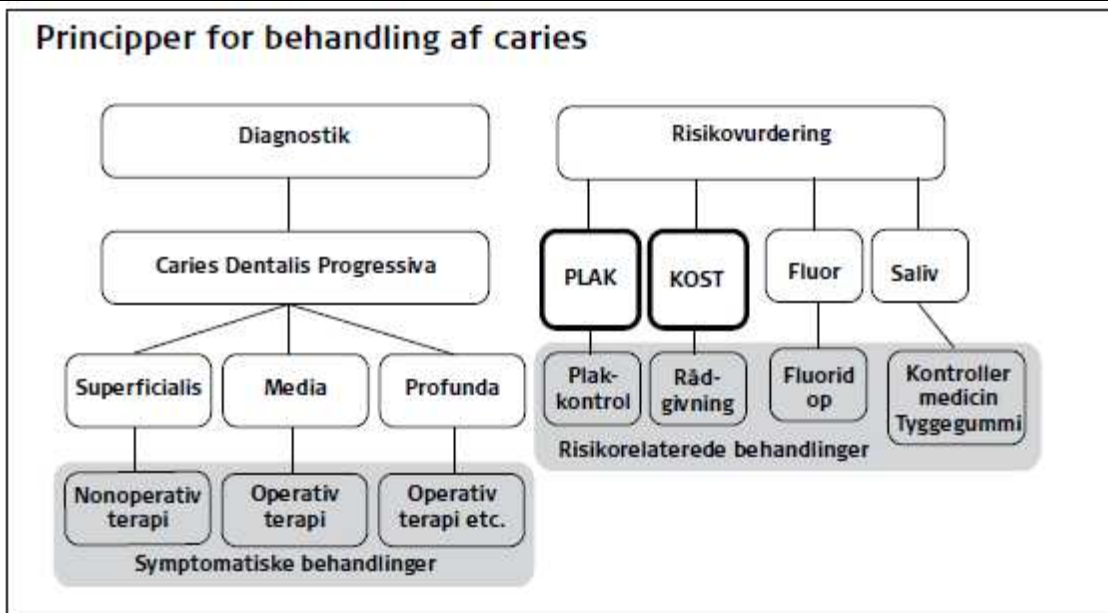 Principper for behandling af caries
Diagnostik
Caries Dentalis Progressiva
Superficialis
Media
Profunda
Nonoperativ
terapi
Operativ
terapi
Operativ
terapi etc.
Symptomatiske behandlinger
Risikovurdering
PLAK
KOST
Fluor
Saliv
Plak-
kontrol
Råd-
givning
Fluorid
op
Kontroller
medicin
Tyggegummi
Risikorelaterede behandlinger